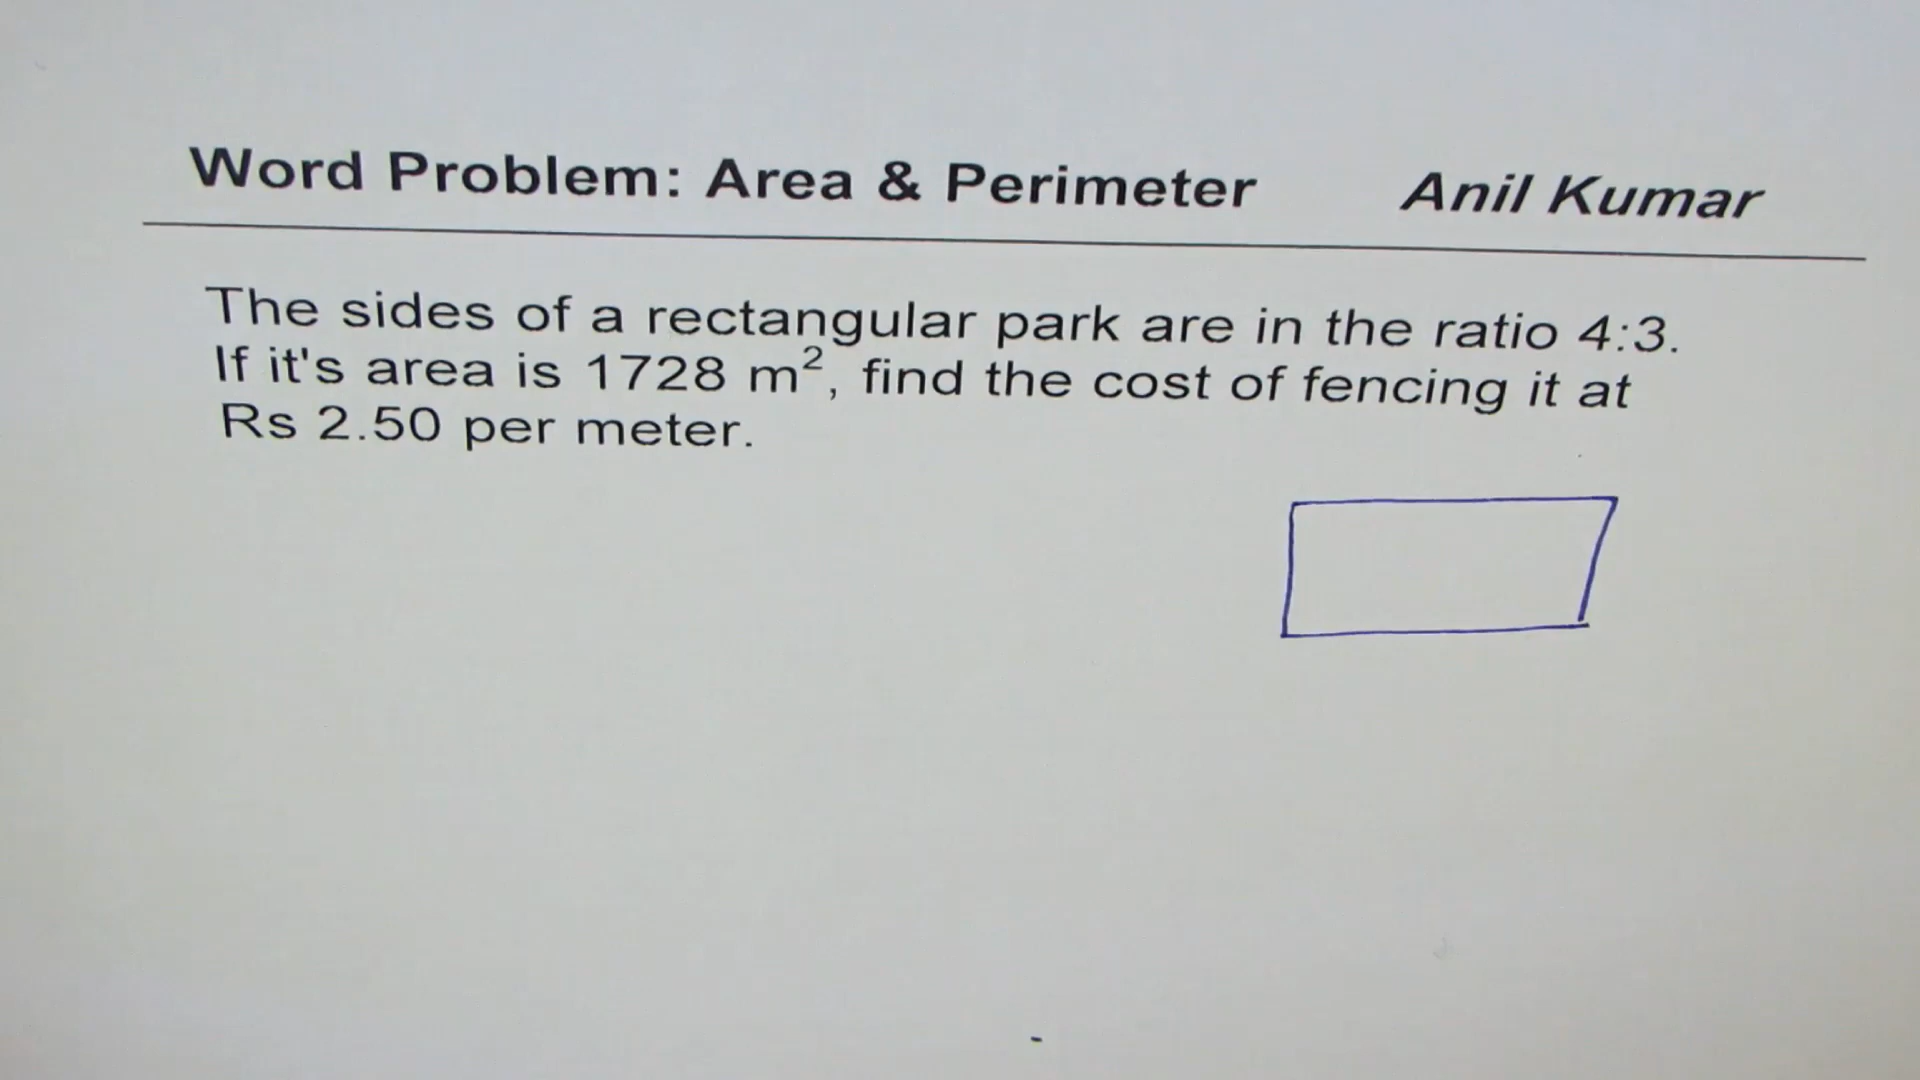 Word Problem: Area & Perimeter Anil Kumar
The sides of a rectangular park are in the ratio 4:3.
If it's area is 1728 m², find the cost of fencing it at
Rs 2.50 per meter.